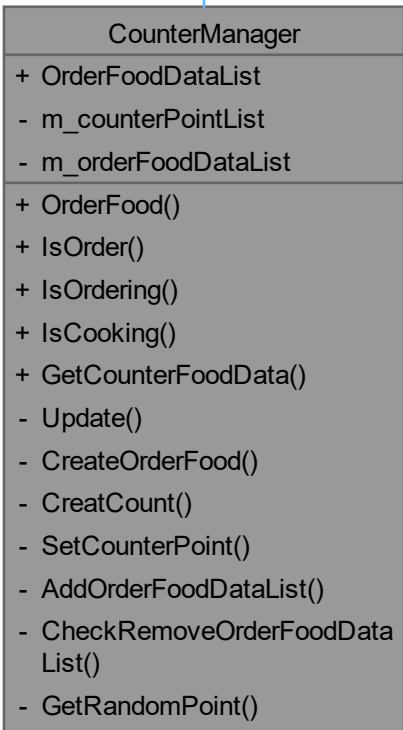 CounterManager
+ OrderFoodDataList
- m_counterPointList
- m_orderFoodDataList
+ OrderFood()
+ IsOrder()
+ IsOrdering()
+ IsCooking()
+ GetCounterFoodData()
- Update()
- CreateOrderFood()
- CreatCount()
- SetCounterPoint()
- AddOrderFoodDataList()
- CheckRemoveOrderFoodData
List()
- GetRandomPoint()